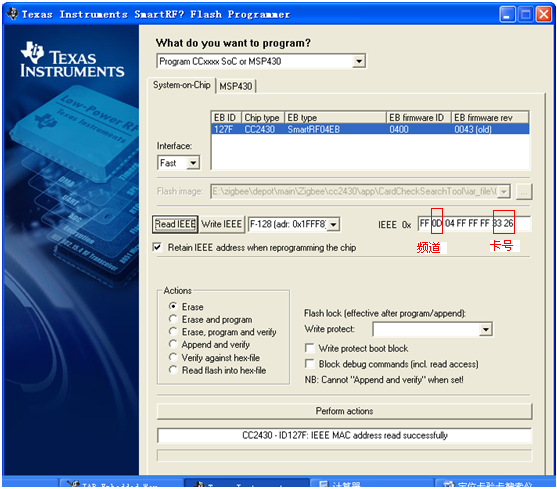 Texas Instruments SmartRF? Flash Programmer
TEXAS INSTRUMENTS
What do you want to program?
Program CCxxxx SoC or MSP430
System-on-Chip MSP430
EB ID Chip type EB type EB firmware ID EB firmware rev
127F CC2430 SmartRF04EB 0400 0043 (old)
Interface:
Fast
Flash image: E:\zigbee\depot\main\Zigbee\cc2430\app\CardCheckSearchTool\iar_file\
Read IEEE Write IEEE F-128 (adr: 0x1FFF8) IEEE 0x FF 0D 04 FF FF FF 33 26
频道 卡号
Retain IEEE address when reprogramming the chip
Actions
Erase
Erase and program
Erase, program and verify
Append and verify
Verify against hex-file
Read flash into hex-file
Flash lock (effective after program/append):
Write protect:
Write protect boot block
Block debug commands (incl. read access)
NB: Cannot "Append and verify" when set!
Perform actions
CC2430 - ID127F: IEEE MAC address read successfully